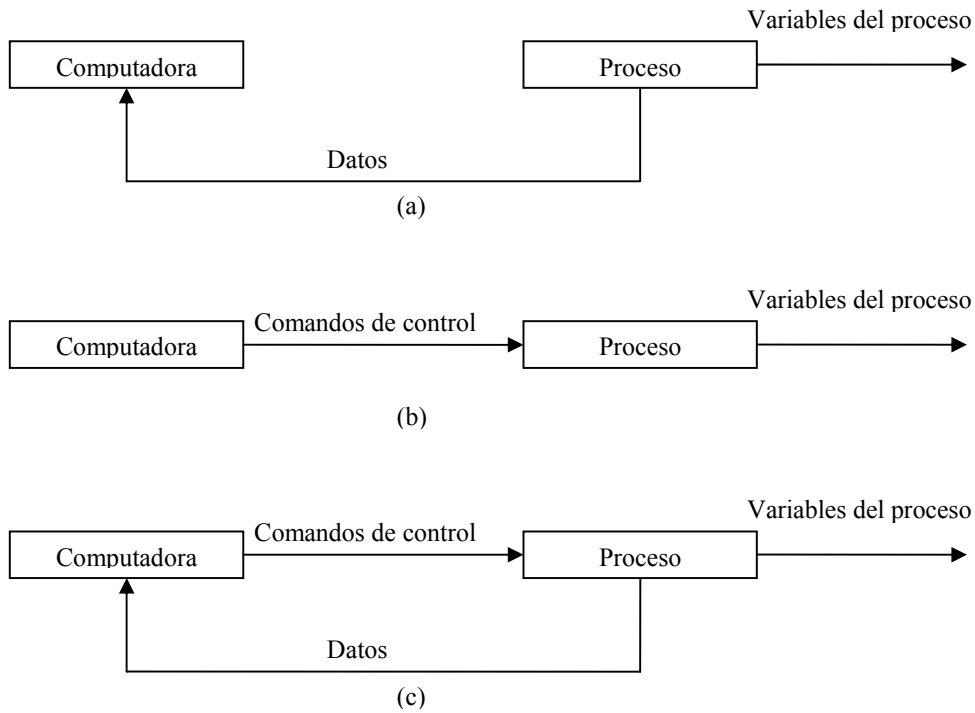 Variables del proceso
Computadora
Proceso
Datos
(a)
Variables del proceso
Comandos de control
Computadora
Proceso
(b)
Variables del proceso
Comandos de control
Computadora
Proceso
Datos
(c)